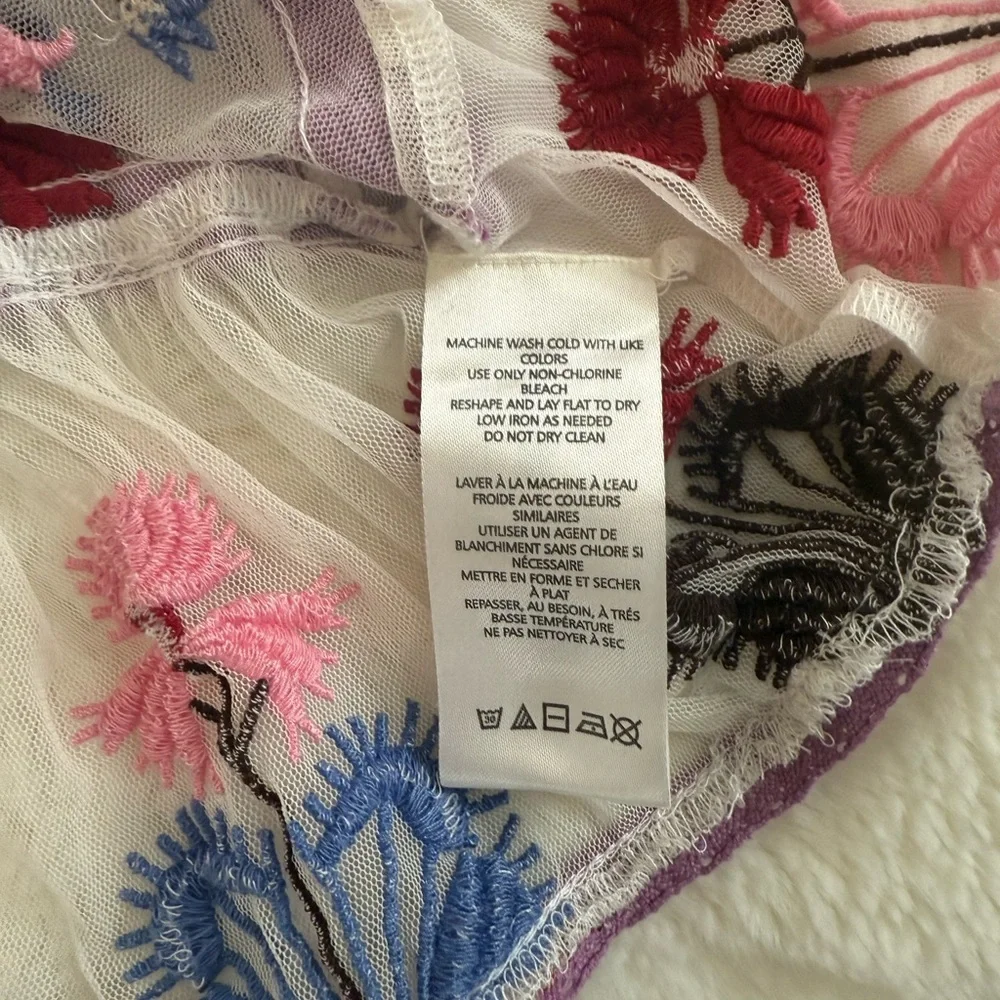 MACHINE WASH COLD WITH LIKE
COLORS
USE ONLY NON-CHLORINE
BLEACH
RESHAPE AND LAY FLAT TO DRY
LOW IRON AS NEEDED
DO NOT DRY CLEAN
LAVER À LA MACHINE À L'EAU
FROIDE AVEC COULEURS
SIMILAIRES
UTILISER UN AGENT DE
BLANCHIMENT SANS CHLORE SI
NÉCESSAIRE
METTRE EN FORME ET SECHER
À PLAT
REPASSER, AU BESOIN, À TRÉS
BASSE TEMPÉRATURE
NE PAS NETTOYER À SEC
30